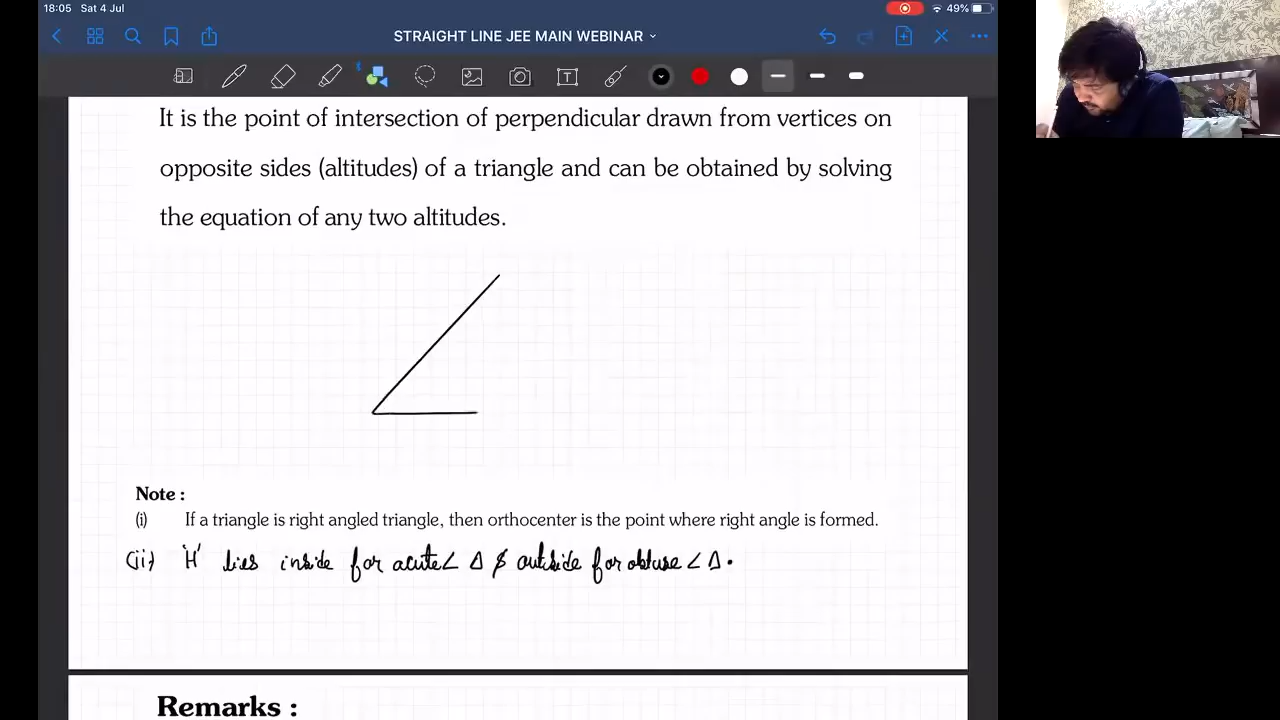 18:05 Sat 4 Jul
49%
STRAIGHT LINE JEE MAIN WEBINAR
It is the point of intersection of perpendicular drawn from vertices on
opposite sides (altitudes) of a triangle and can be obtained by solving
the equation of any two altitudes.
Note :
(i) If a triangle is right angled triangle, then orthocenter is the point where right angle is formed.
(ii) 'H' lies inside for acute∠ Δ & outside for obtuse ∠ Δ.
Remarks :